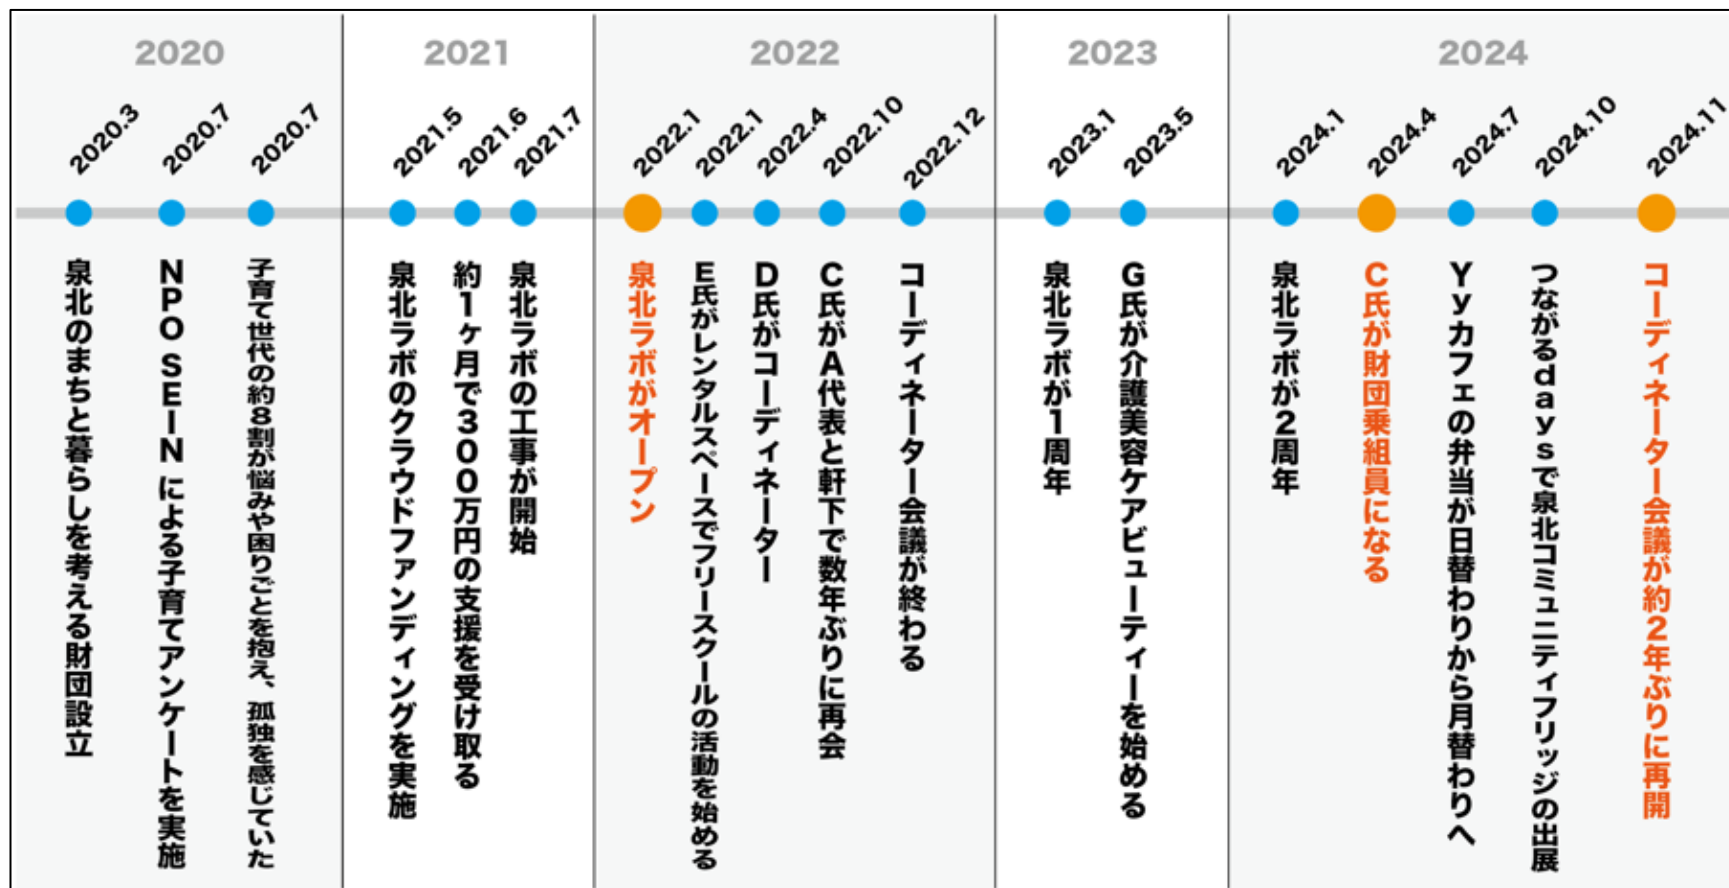 2020
2021
2022
2023
2024
2020.3
2020.7
2020.7
2021.5
2021.6
2021.7
2022.1
2022.1
2022.4
2022.10
2022.12
2023.1
2023.5
2024.1
2024.4
2024.7
2024.10
2024.11
泉北のまちと暮らしを考える財団設立
NPO SEIN による子育てアンケートを実施
子育て世代の約8割が悩みや困りごとを抱え、孤独を感じていた
泉北ラボのクラウドファンディングを実施
約1ヶ月で300万円の支援を受け取る
泉北ラボの工事が開始
泉北ラボがオープン
E氏がレンタルスペースでフリースクールの活動を始める
D氏がコーディネーター
C氏がA代表と軒下で数年ぶりに再会
コーディネーター会議が終わる
泉北ラボが1周年
G氏が介護美容ケアビューティーを始める
泉北ラボが2周年
C氏が財団乗組員になる
Yyカフェの弁当が日替わりから月替わりへ
つながるdaysで泉北コミュニティフリッジの出展
コーディネーター会議が約2年ぶりに再開